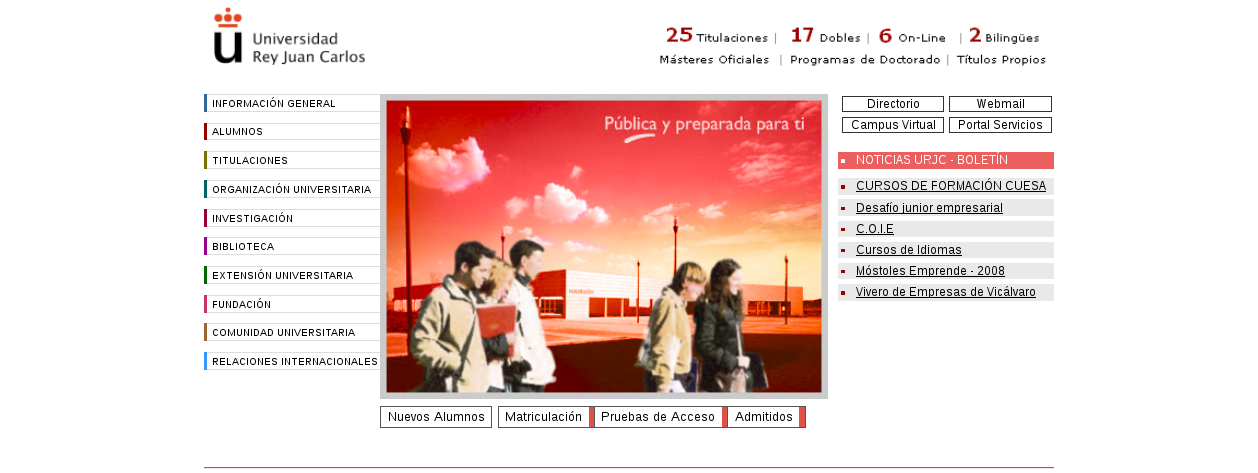 Universidad
Rey Juan Carlos
25 Titulaciones | 17 Dobles | 6 On-Line | 2 Bilingües
Másteres Oficiales | Programas de Doctorado | Títulos Propios
INFORMACIÓN GENERAL
ALUMNOS
TITULACIONES
ORGANIZACIÓN UNIVERSITARIA
INVESTIGACIÓN
BIBLIOTECA
EXTENSIÓN UNIVERSITARIA
FUNDACIÓN
COMUNIDAD UNIVERSITARIA
RELACIONES INTERNACIONALES
Pública y preparada para ti
Nuevos Alumnos Matriculación Pruebas de Acceso Admitidos
Directorio Webmail
Campus Virtual Portal Servicios
NOTICIAS URJC - BOLETÍN
CURSOS DE FORMACIÓN CUESA
Desafío junior empresarial
C.O.I.E
Cursos de Idiomas
Móstoles Emprende - 2008
Vivero de Empresas de Vicálvaro